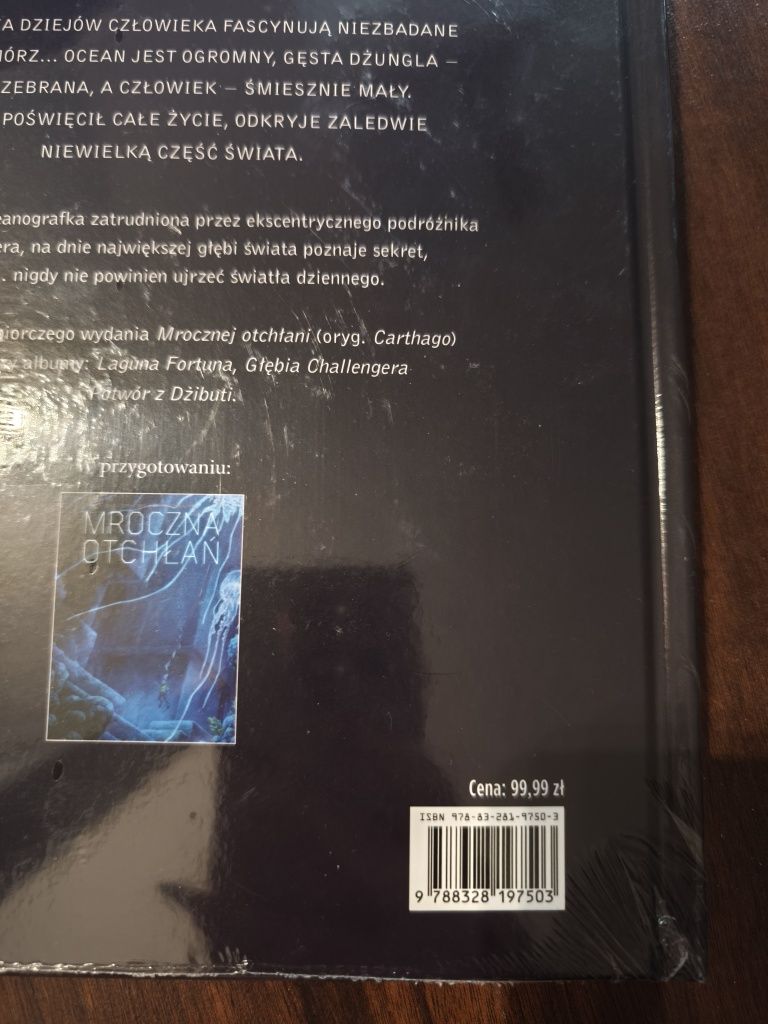 A DZIEJÓW CZŁOWIEKA FASCYNUJĄ NIEZBADANE
MÓRZ... OCEAN JEST OGROMNY, GĘSTA DŻUNGLA –
ZEBRANA, A CZŁOWIEK – ŚMIESZNIE MAŁY.
POŚWIĘCIŁ CAŁE ŻYCIE, ODKRYJE ZALEDWIE
NIEWIELKĄ CZĘŚĆ ŚWIATA.
eanografka zatrudniona przez ekscentrycznego podróżnika
era, na dnie największej głębi świata poznaje sekret,
. nigdy nie powinien ujrzeć światła dziennego.
biorczego wydania Mrocznej otchłani (oryg. Carthago)
albumy: Laguna Fortuna, Głębia Challengera
Potwór z Dżibuti.
W przygotowaniu:
MROCZNA
OTCHŁAŃ
Cena: 99,99 zł
ISBN 978-83-281-9750-3
9 788328 197503